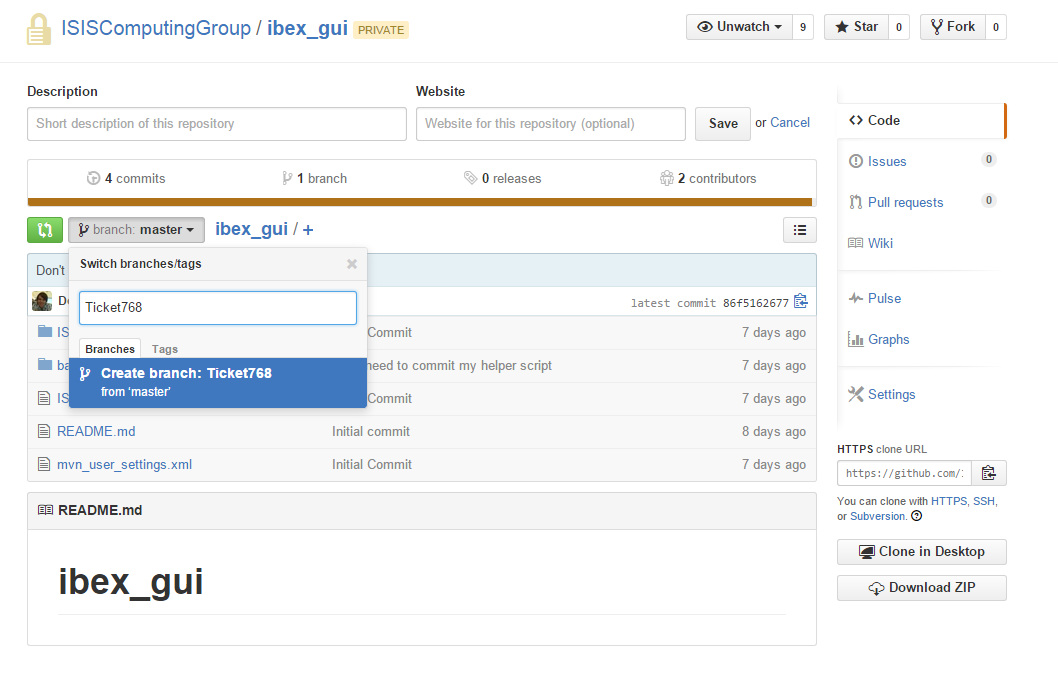 ISISComputingGroup / ibex_gui PRIVATE
Unwatch 9 Star 0 Fork 0
Description
Website
Short description of this repository
Website for this repository (optional)
Save or Cancel
4 commits 1 branch 0 releases 2 contributors
branch: master ibex_gui / +
Switch branches/tags
Don't
Ticket768
latest commit 86f5162677
Branches Tags
IS Commit 7 days ago
Create branch: Ticket768
from 'master'
ba need to commit my helper script 7 days ago
IS Commit 7 days ago
README.md Initial commit 8 days ago
mvn_user_settings.xml Initial Commit 7 days ago
README.md
ibex_gui
Code
Issues 0
Pull requests 0
Wiki
Pulse
Graphs
Settings
HTTPS clone URL
https://github.com/
You can clone with HTTPS, SSH,
or Subversion.
Clone in Desktop
Download ZIP